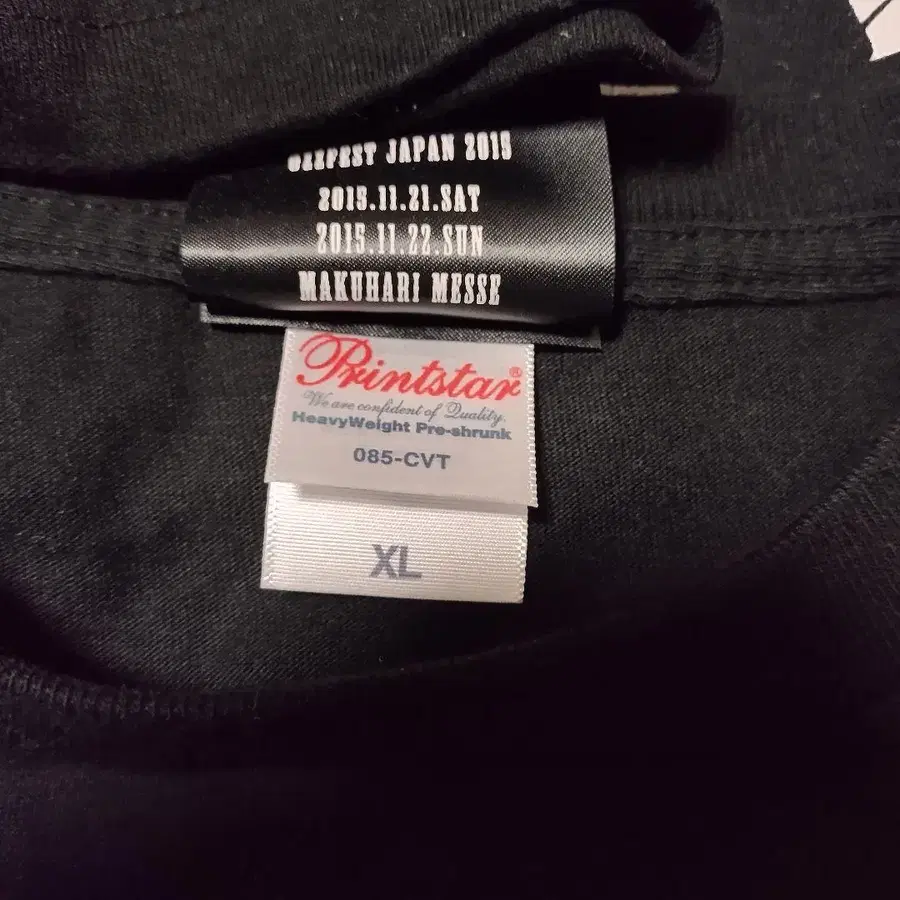 OZZFEST JAPAN 2015
2015.11.21.SAT
2015.11.22.SUN
MAKUHARI MESSE
Printstar®
We are confident of Quality.
HeavyWeight Pre-shrunk
085-CVT
XL